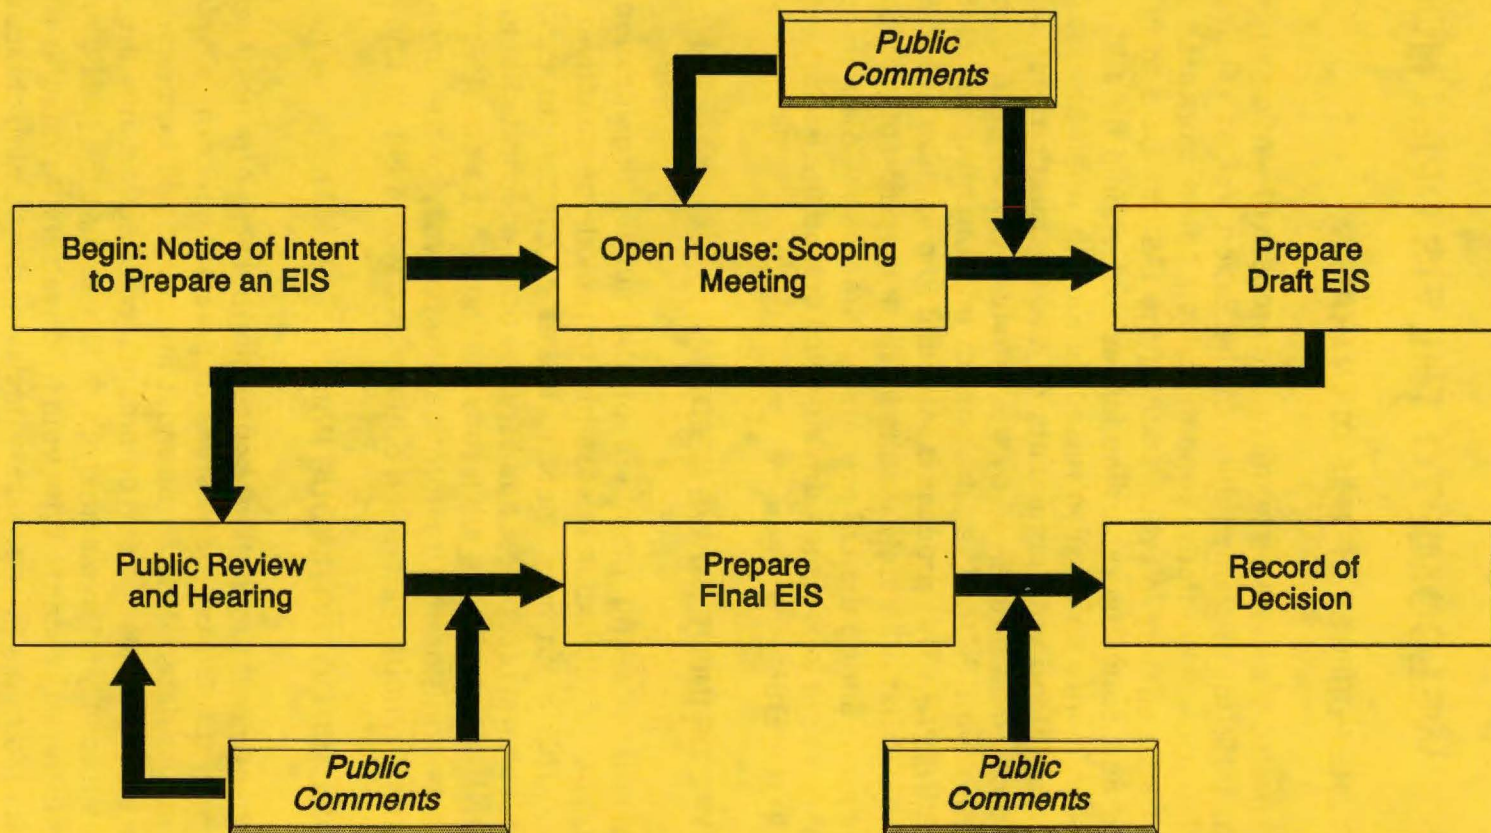 Public
Comments
Begin: Notice of Intent
to Prepare an EIS
Open House: Scoping
Meeting
Prepare
Draft EIS
Public Review
and Hearing
Prepare
FInal EIS
Record of
Decision
Public
Comments
Public
Comments